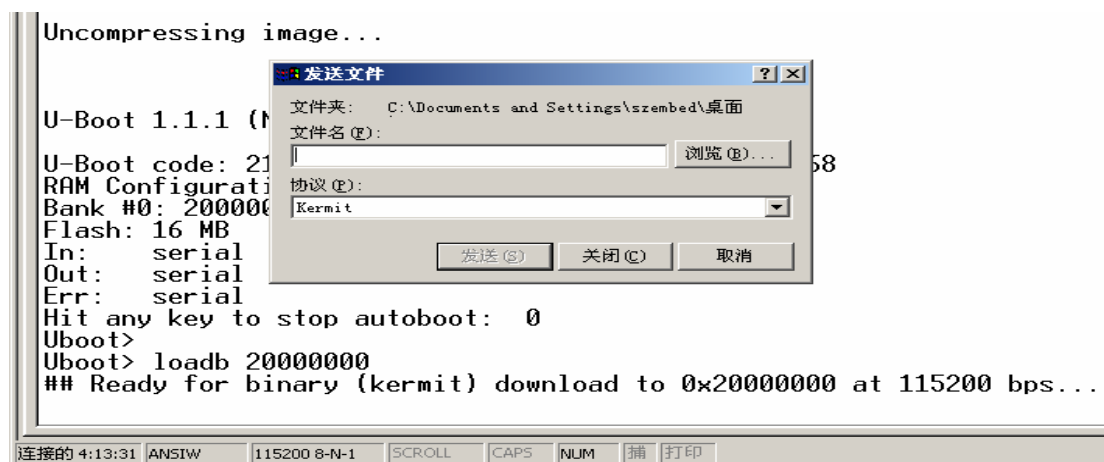 Uncompressing image...
发送文件
文件夹: C:\Documents and Settings\szembed\桌面
文件名(F):
浏览(B)...
协议(P):
Kermit
发送(S) 关闭(C) 取消
U-Boot 1.1.1 (
U-Boot code: 21 58
RAM Configurati
Bank #0: 200000
Flash: 16 MB
In: serial
Out: serial
Err: serial
Hit any key to stop autoboot: 0
Uboot>
Uboot> loadb 20000000
## Ready for binary (kermit) download to 0x20000000 at 115200 bps...
连接的 4:13:31 ANSIW 115200 8-N-1 SCROLL CAPS NUM 捕 打印